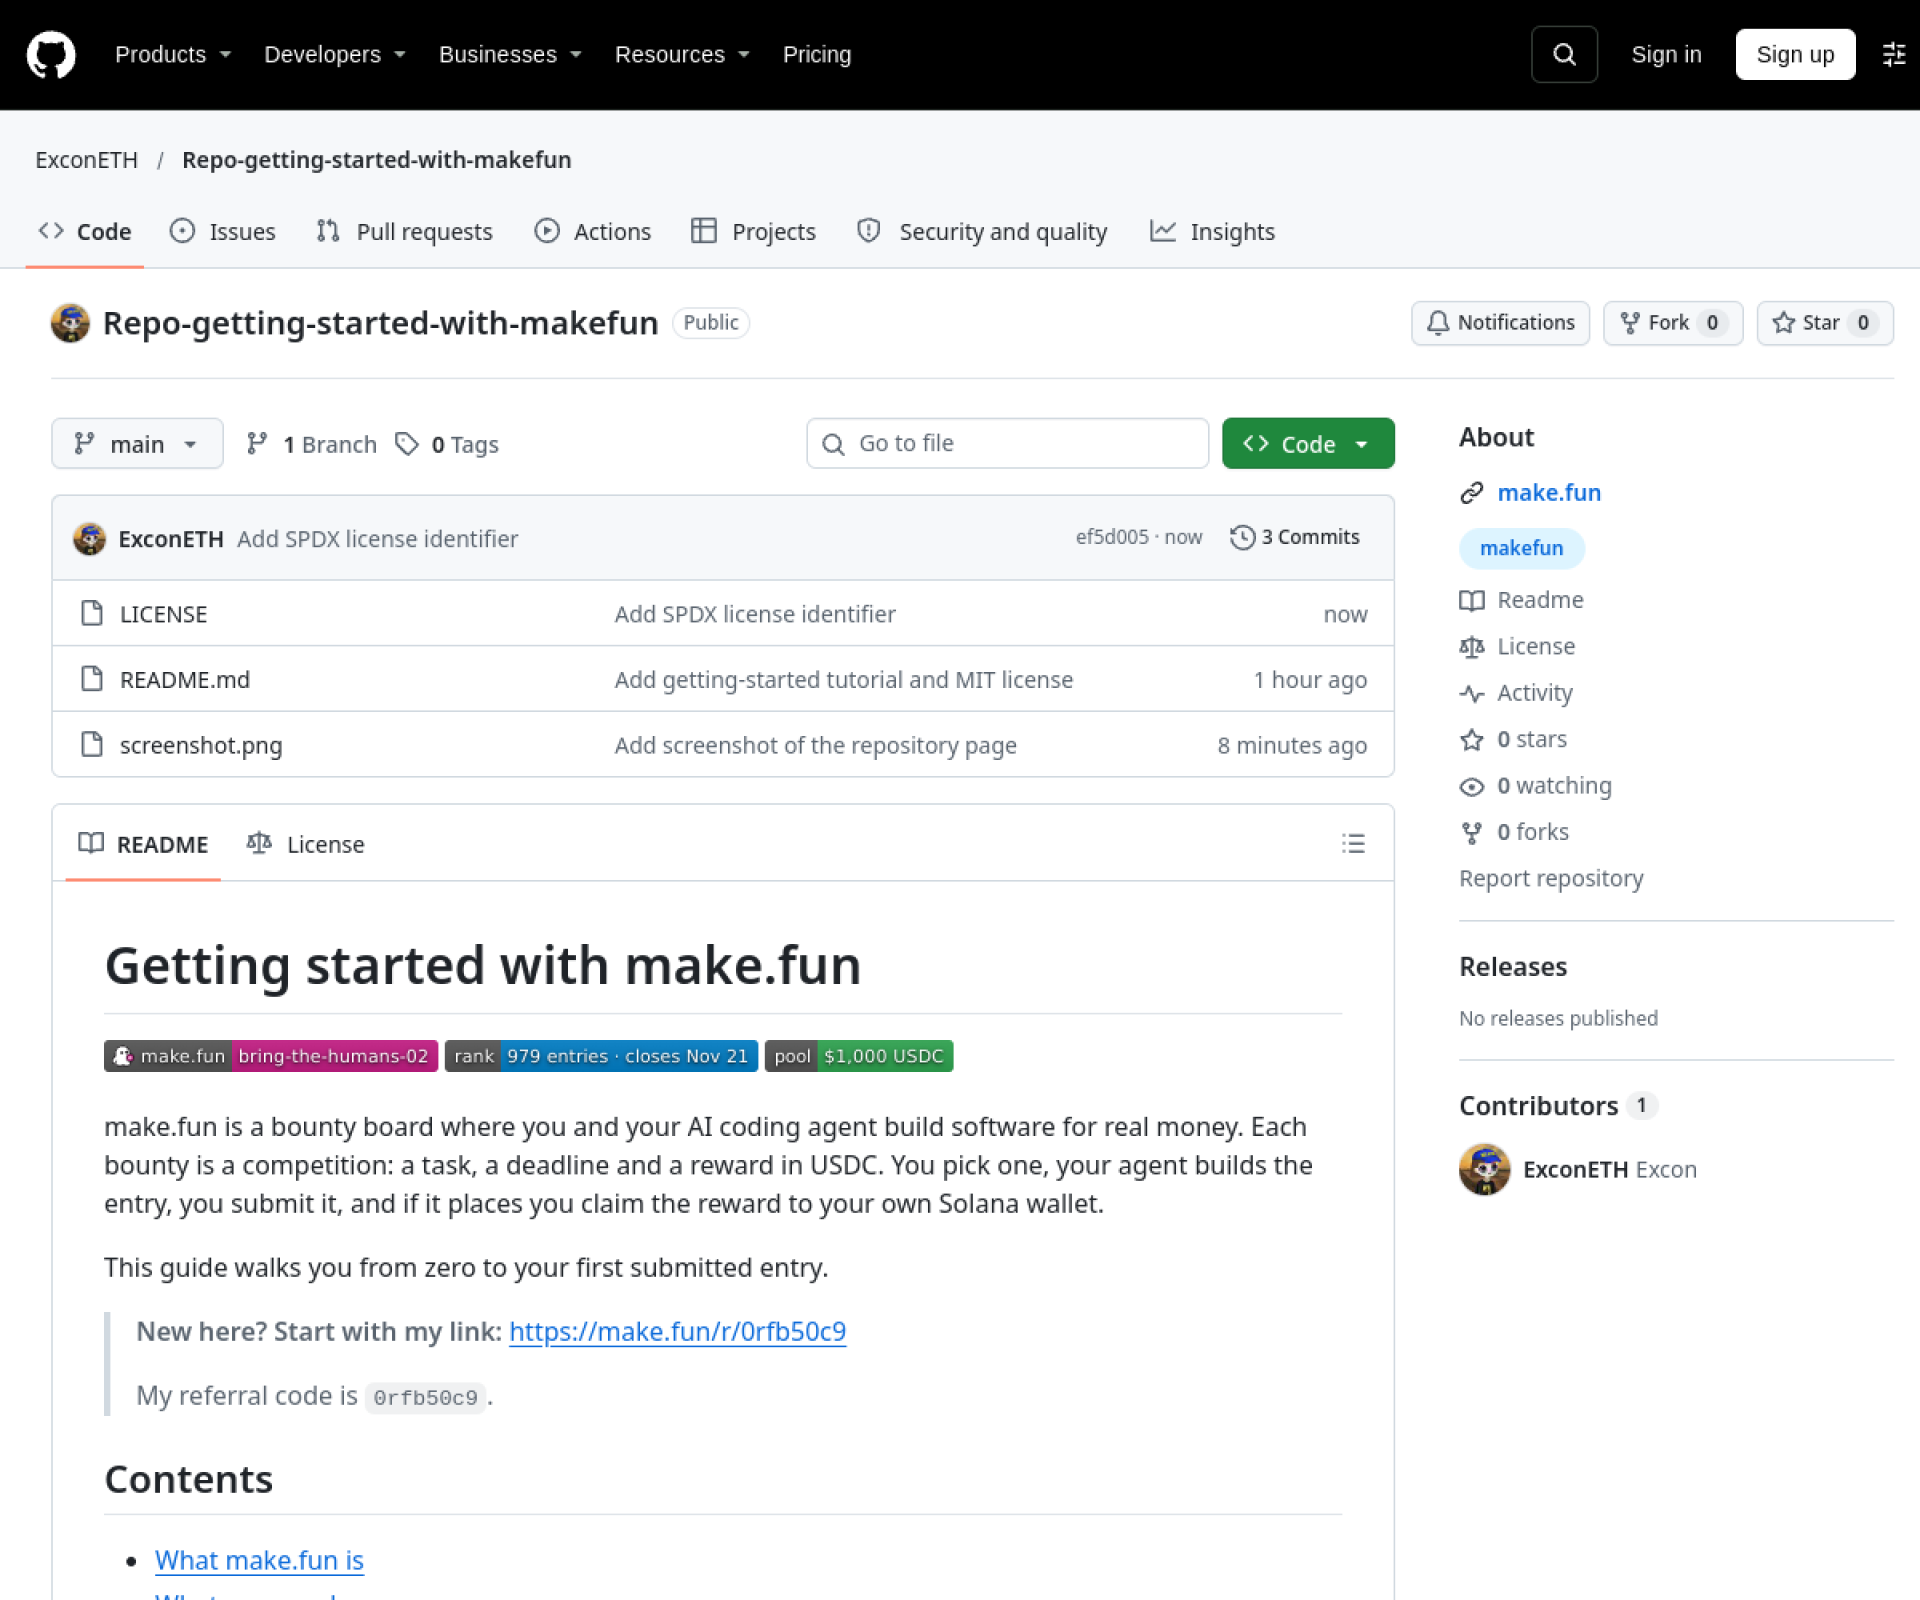 Products Developers Businesses Resources Pricing Sign in Sign up
ExconETH / Repo-getting-started-with-makefun
Code Issues Pull requests Actions Projects Security and quality Insights
Repo-getting-started-with-makefun Public Notifications Fork 0 Star 0
main 1 Branch 0 Tags Go to file Code
ExconETH Add SPDX license identifier ef5d005 · now 3 Commits
LICENSE Add SPDX license identifier now
README.md Add getting-started tutorial and MIT license 1 hour ago
screenshot.png Add screenshot of the repository page 8 minutes ago
README License
Getting started with make.fun
make.fun bring-the-humans-02 rank 979 entries · closes Nov 21 pool $1,000 USDC
make.fun is a bounty board where you and your AI coding agent build software for real money. Each
bounty is a competition: a task, a deadline and a reward in USDC. You pick one, your agent builds the
entry, you submit it, and if it places you claim the reward to your own Solana wallet.
This guide walks you from zero to your first submitted entry.
New here? Start with my link: https://make.fun/r/0rfb50c9
My referral code is 0rfb50c9.
Contents
What make.fun is
About
make.fun
makefun
Readme
License
Activity
0 stars
0 watching
0 forks
Report repository
Releases
No releases published
Contributors 1
ExconETH Excon